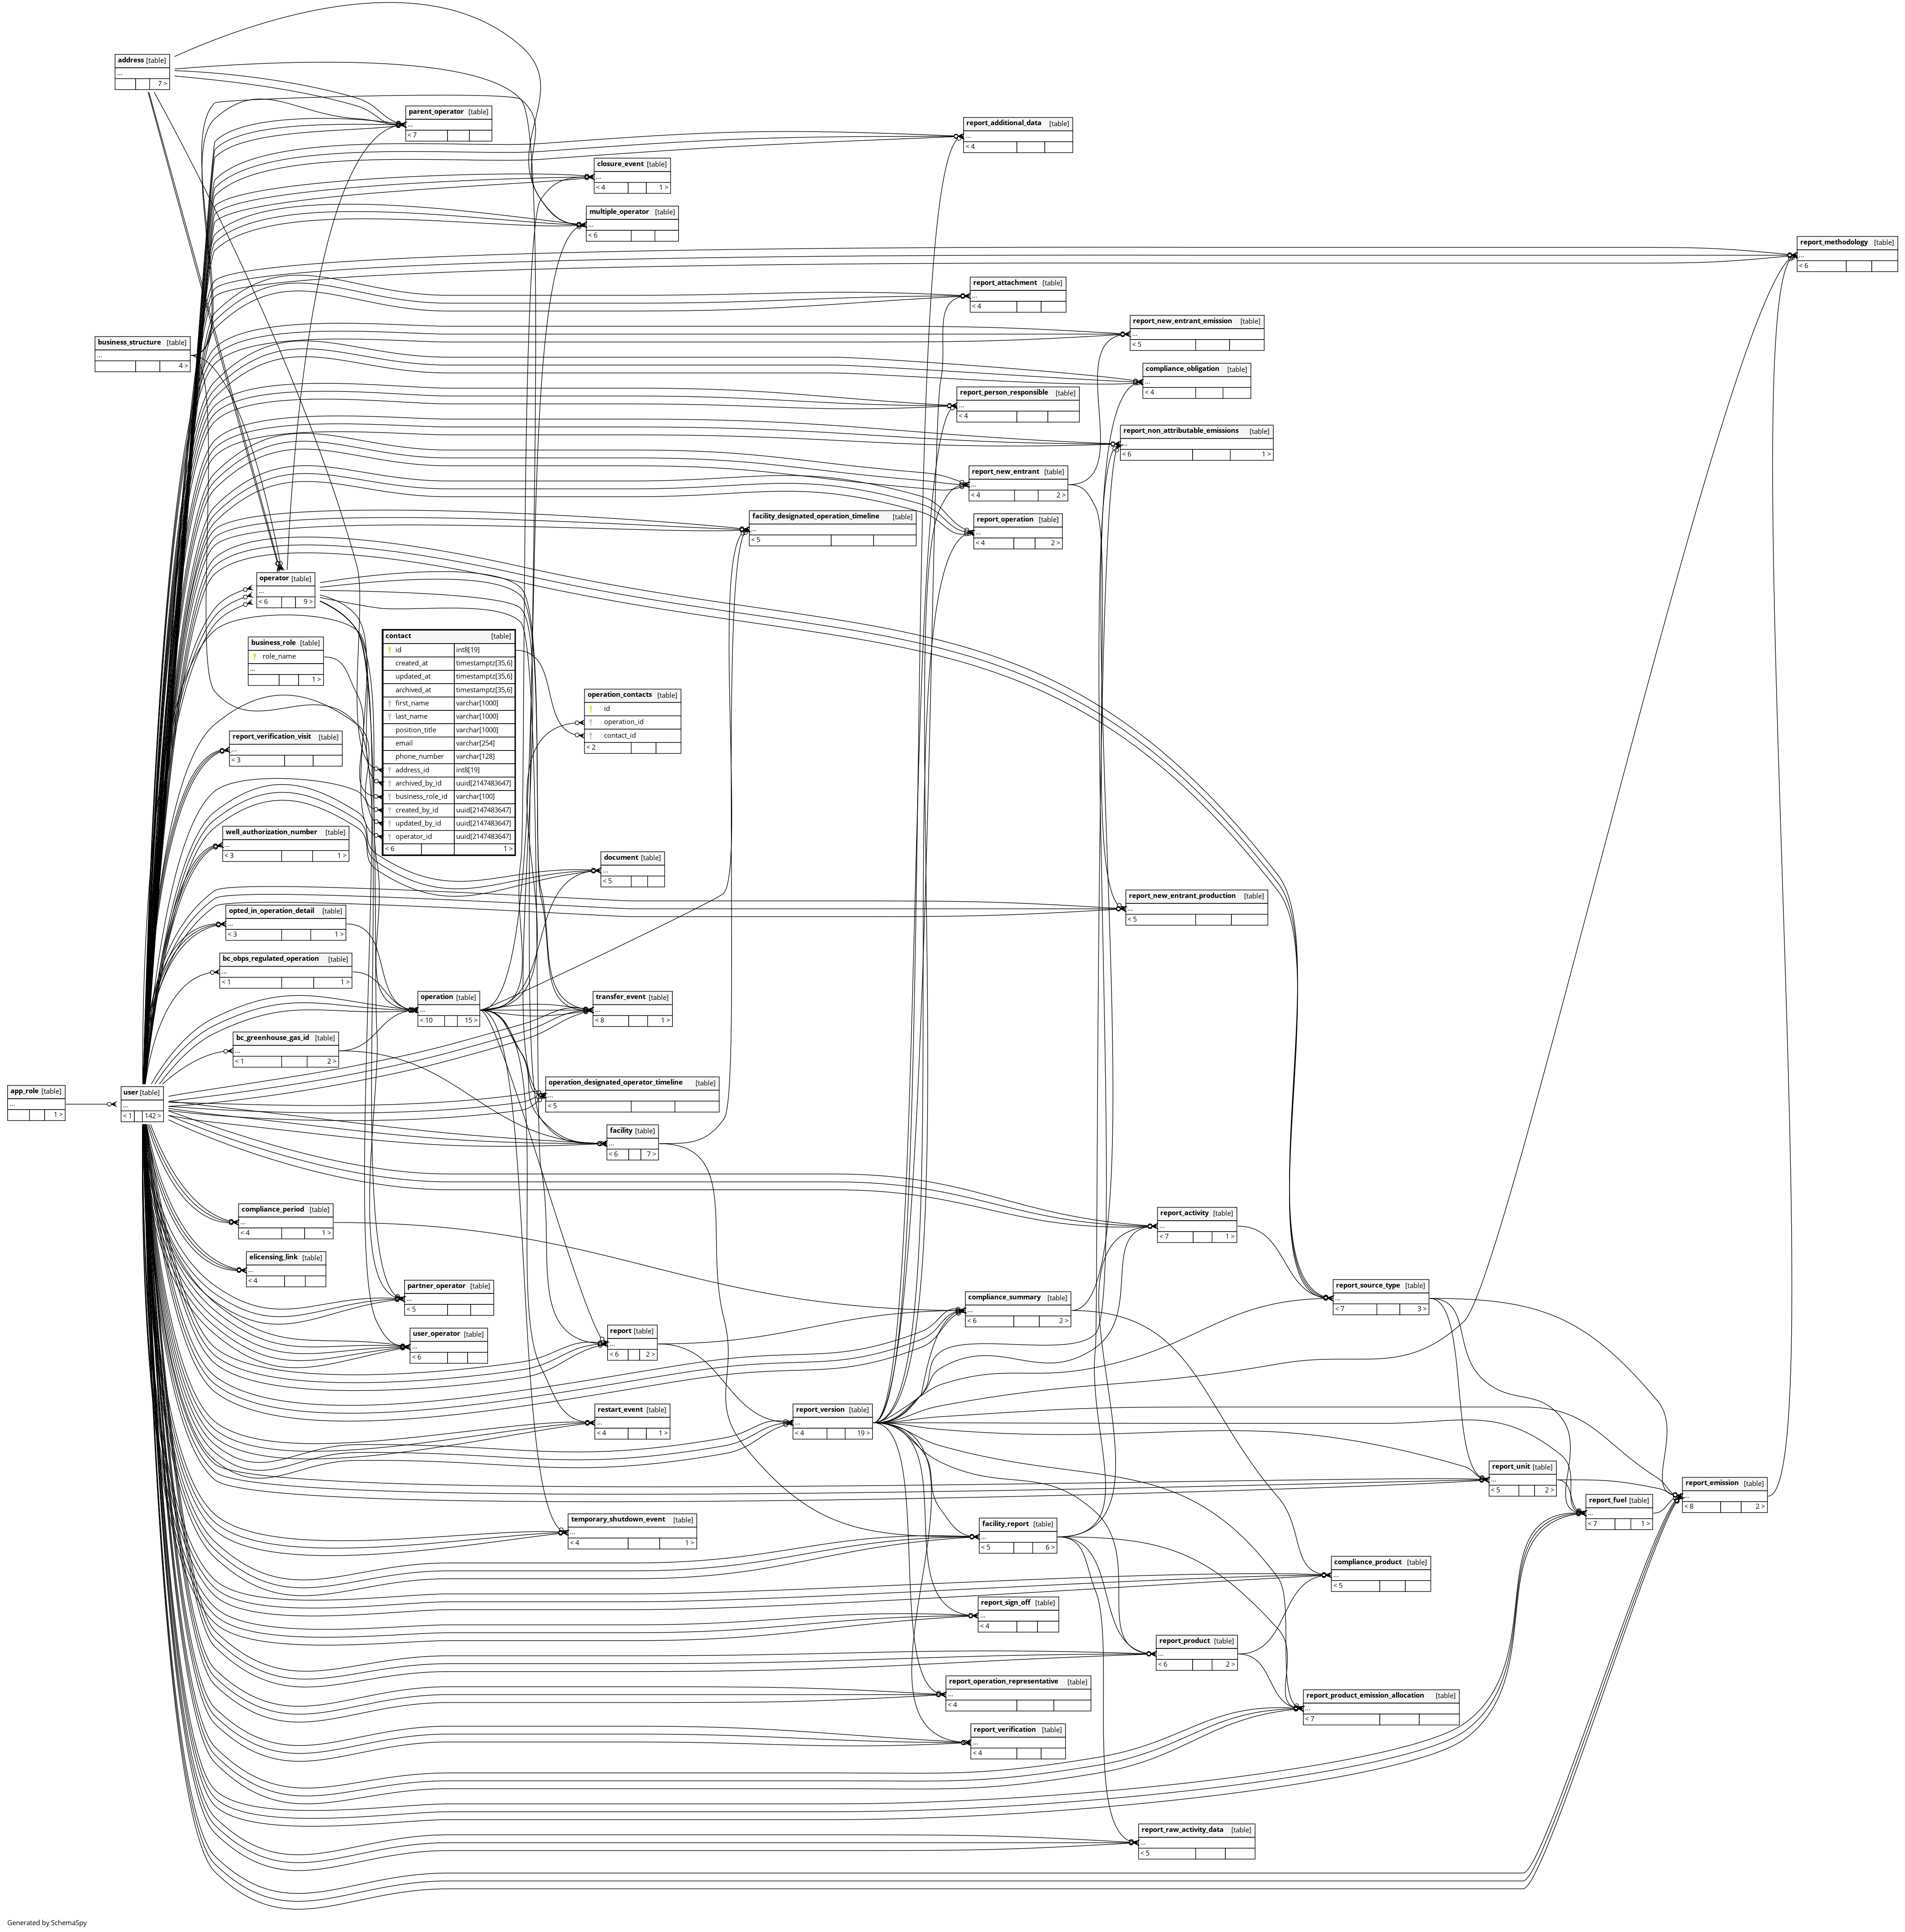 address [table]
...
7 >
parent_operator [table]
...
< 7
report_additional_data [table]
...
< 4
closure_event [table]
...
< 4 1 >
multiple_operator [table]
...
< 6
report_methodology [table]
...
< 6
report_attachment [table]
...
< 4
report_new_entrant_emission [table]
...
< 5
business_structure [table]
...
4 >
compliance_obligation [table]
...
< 4
report_person_responsible [table]
...
< 4
report_non_attributable_emissions [table]
...
< 6 1 >
report_new_entrant [table]
...
< 4 2 >
facility_designated_operation_timeline [table]
...
< 5
report_operation [table]
...
< 4 2 >
operator [table]
...
< 6 9 >
business_role [table]
role_name
...
1 >
contact [table]
id int8[19]
created_at timestamptz[35,6]
updated_at timestamptz[35,6]
archived_at timestamptz[35,6]
first_name varchar[1000]
last_name varchar[1000]
position_title varchar[1000]
email varchar[254]
phone_number varchar[128]
address_id int8[19]
archived_by_id uuid[2147483647]
business_role_id varchar[100]
created_by_id uuid[2147483647]
updated_by_id uuid[2147483647]
operator_id uuid[2147483647]
< 6 1 >
operation_contacts [table]
id
operation_id
contact_id
< 2
report_verification_visit [table]
...
< 3
well_authorization_number [table]
...
< 3 1 >
document [table]
...
< 5
report_new_entrant_production [table]
...
< 5
opted_in_operation_detail [table]
...
< 3 1 >
bc_obps_regulated_operation [table]
...
< 1 1 >
operation [table]
...
< 10 15 >
transfer_event [table]
...
< 8 1 >
bc_greenhouse_gas_id [table]
...
< 1 2 >
app_role [table]
...
1 >
user [table]
...
< 1 142 >
operation_designated_operator_timeline [table]
...
< 5
facility [table]
...
< 6 7 >
compliance_period [table]
...
< 4 1 >
report_activity [table]
...
< 7 1 >
elicensing_link [table]
...
< 4
partner_operator [table]
...
< 5
report_source_type [table]
...
< 7 3 >
compliance_summary [table]
...
< 6 2 >
user_operator [table]
...
< 6
report [table]
...
< 6 2 >
restart_event [table]
...
< 4 1 >
report_version [table]
...
< 4 19 >
report_unit [table]
...
< 5 2 >
report_emission [table]
...
< 8 2 >
report_fuel [table]
...
< 7 1 >
temporary_shutdown_event [table]
...
< 4 1 >
facility_report [table]
...
< 5 6 >
compliance_product [table]
...
< 5
report_sign_off [table]
...
< 4
report_product [table]
...
< 6 2 >
report_operation_representative [table]
...
< 4
report_product_emission_allocation [table]
...
< 7
report_verification [table]
...
< 4
report_raw_activity_data [table]
...
< 5
Generated by SchemaSpy